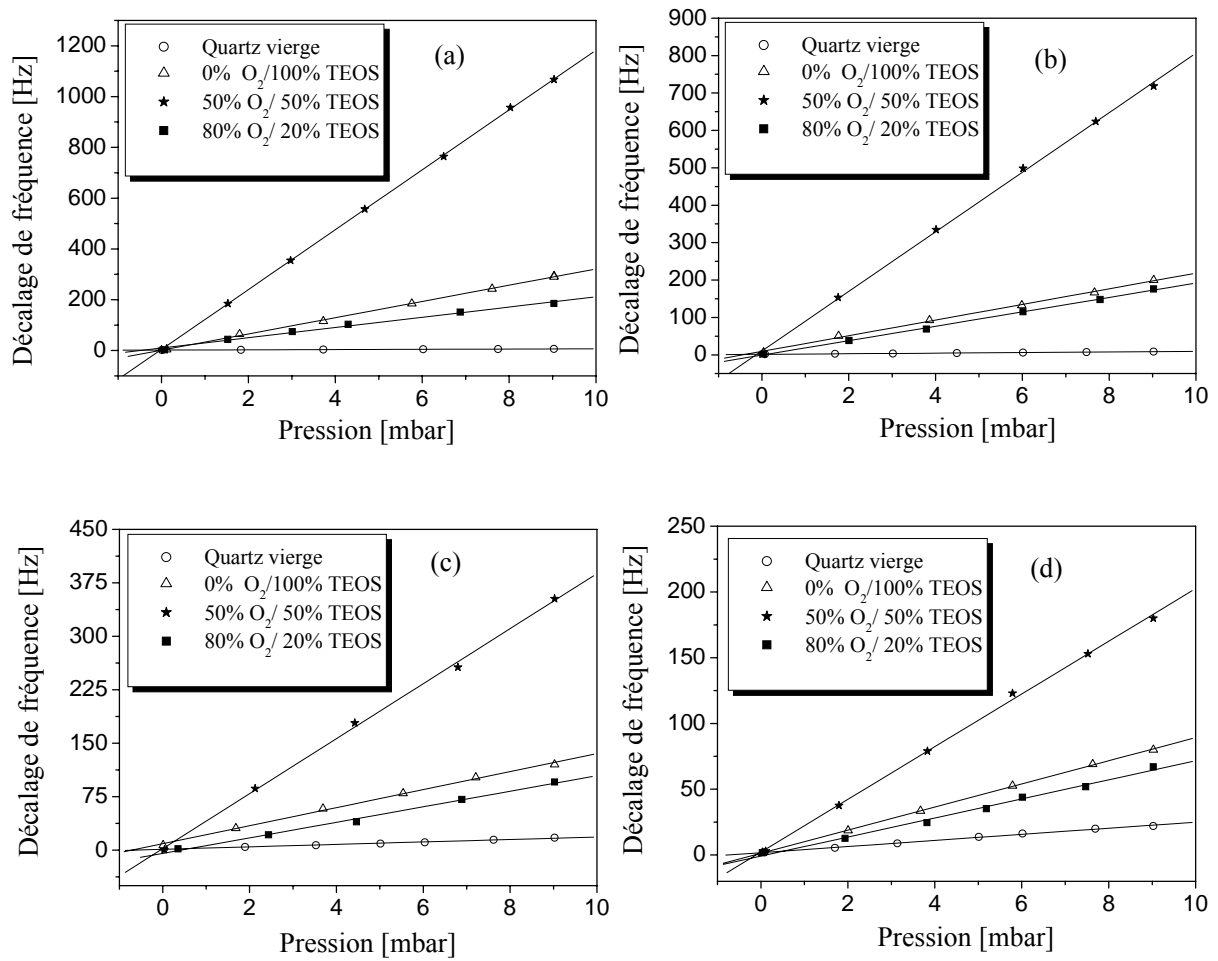 1200
1000
800
600
400
200
0
Décalage de fréquence [Hz]
Quartz vierge
0% O₂/100% TEOS
50% O₂/ 50% TEOS
80% O₂/ 20% TEOS
(a)
0 2 4 6 8 10
Pression [mbar]
900
800
700
600
500
400
300
200
100
0
Décalage de fréquence [Hz]
Quartz vierge
0% O₂/100% TEOS
50% O₂/ 50% TEOS
80% O₂/ 20% TEOS
(b)
0 2 4 6 8 10
Pression [mbar]
450
375
300
225
150
75
0
Décalage de fréquence [Hz]
Quartz vierge
0% O₂/100% TEOS
50% O₂/ 50% TEOS
80% O₂/ 20% TEOS
(c)
0 2 4 6 8 10
Pression [mbar]
250
200
150
100
50
0
Décalage de fréquence [Hz]
Quartz vierge
0% O₂/100% TEOS
50% O₂/ 50% TEOS
80% O₂/ 20% TEOS
(d)
0 2 4 6 8 10
Pression [mbar]